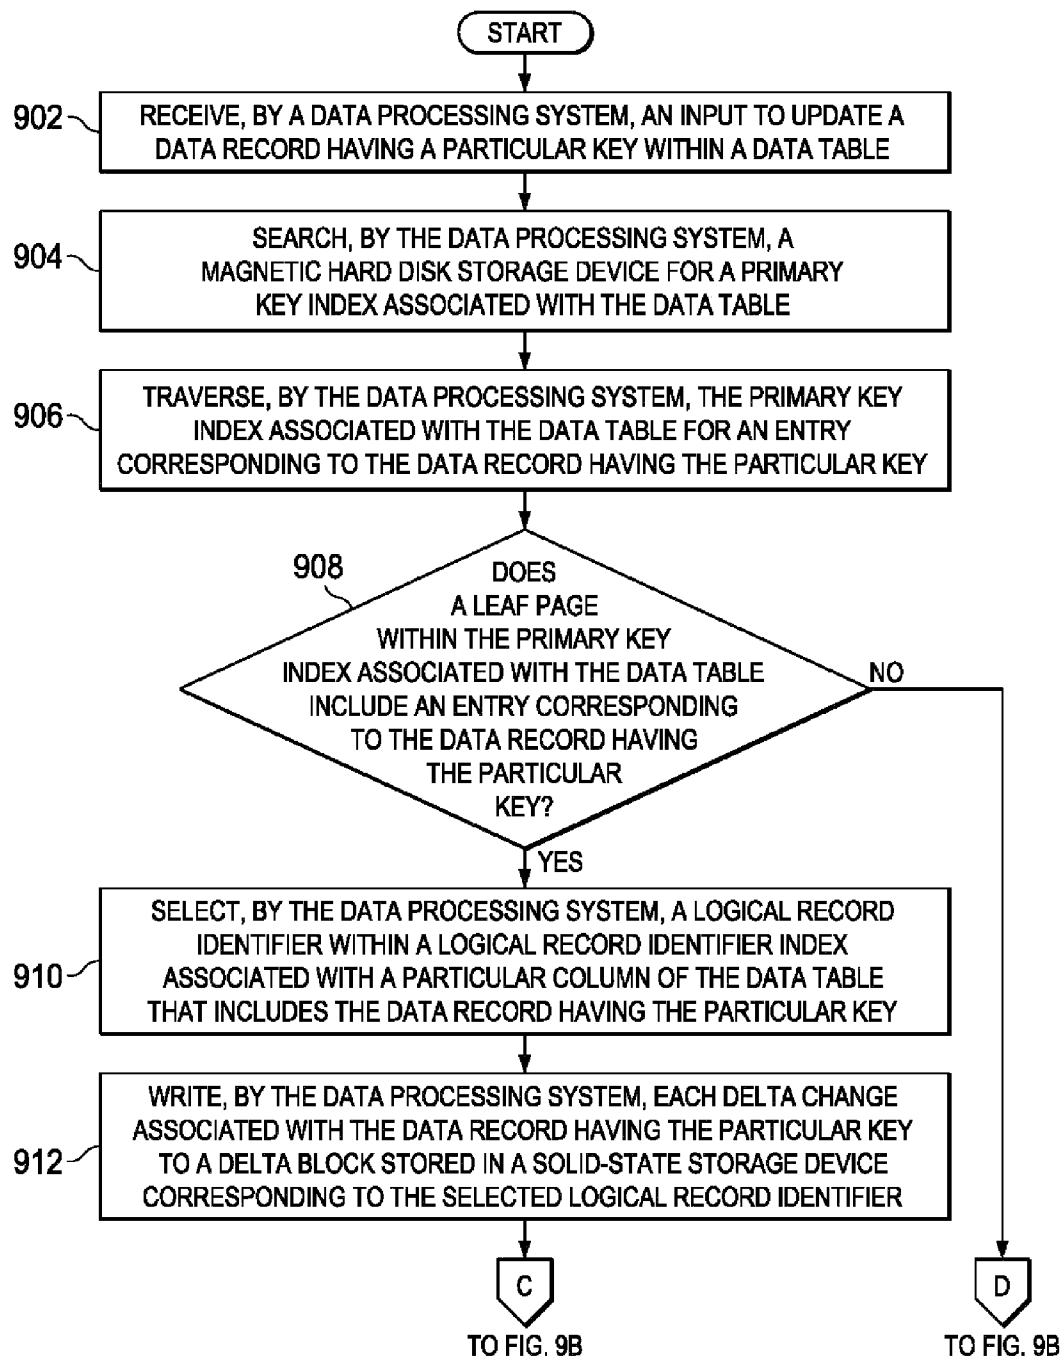 START
902
RECEIVE, BY A DATA PROCESSING SYSTEM, AN INPUT TO UPDATE A
DATA RECORD HAVING A PARTICULAR KEY WITHIN A DATA TABLE
904
SEARCH, BY THE DATA PROCESSING SYSTEM, A
MAGNETIC HARD DISK STORAGE DEVICE FOR A PRIMARY
KEY INDEX ASSOCIATED WITH THE DATA TABLE
906
TRAVERSE, BY THE DATA PROCESSING SYSTEM, THE PRIMARY KEY
INDEX ASSOCIATED WITH THE DATA TABLE FOR AN ENTRY
CORRESPONDING TO THE DATA RECORD HAVING THE PARTICULAR KEY
908
DOES
A LEAF PAGE
WITHIN THE PRIMARY KEY
INDEX ASSOCIATED WITH THE DATA TABLE
INCLUDE AN ENTRY CORRESPONDING
TO THE DATA RECORD HAVING
THE PARTICULAR
KEY?
NO
YES
910
SELECT, BY THE DATA PROCESSING SYSTEM, A LOGICAL RECORD
IDENTIFIER WITHIN A LOGICAL RECORD IDENTIFIER INDEX
ASSOCIATED WITH A PARTICULAR COLUMN OF THE DATA TABLE
THAT INCLUDES THE DATA RECORD HAVING THE PARTICULAR KEY
912
WRITE, BY THE DATA PROCESSING SYSTEM, EACH DELTA CHANGE
ASSOCIATED WITH THE DATA RECORD HAVING THE PARTICULAR KEY
TO A DELTA BLOCK STORED IN A SOLID-STATE STORAGE DEVICE
CORRESPONDING TO THE SELECTED LOGICAL RECORD IDENTIFIER
C
TO FIG. 9B
D
TO FIG. 9B